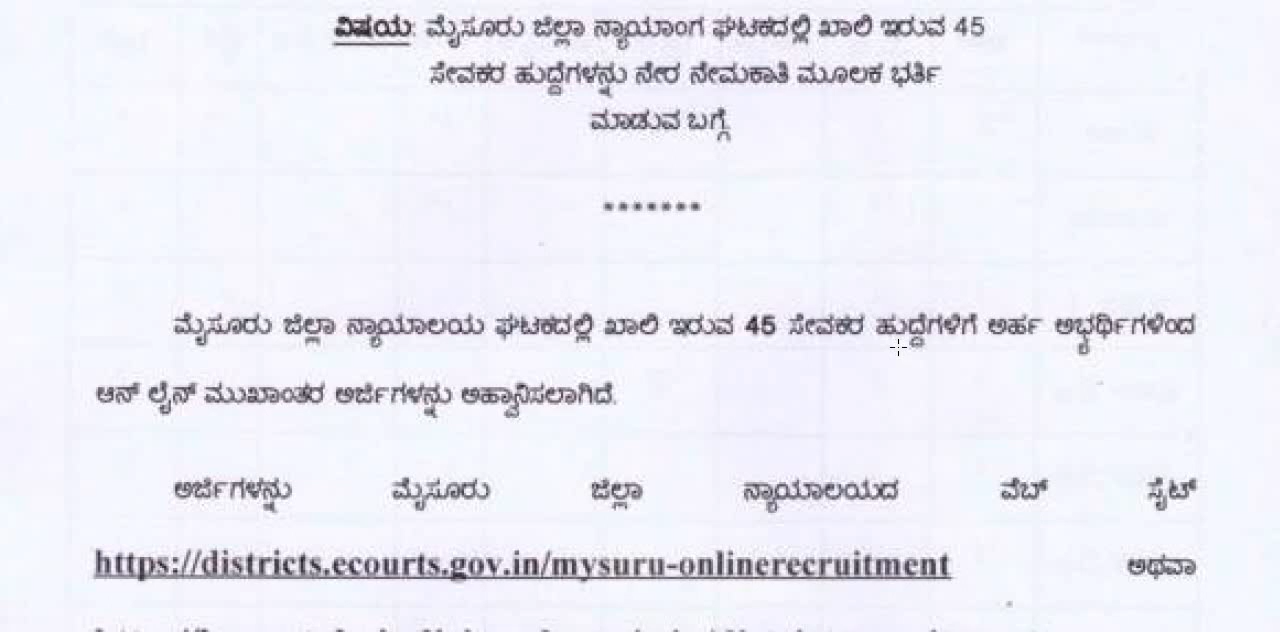 ವಿಷಯ: ಮೈಸೂರು ಜಿಲ್ಲಾ ನ್ಯಾಯಾಂಗ ಘಟಕದಲ್ಲಿ ಖಾಲಿ ಇರುವ 45
ಸೇವಕರ ಹುದ್ದೆಗಳನ್ನು ನೇರ ನೇಮಕಾತಿ ಮೂಲಕ ಭರ್ತಿ
ಮಾಡುವ ಬಗ್ಗೆ
*******
ಮೈಸೂರು ಜಿಲ್ಲಾ ನ್ಯಾಯಾಲಯ ಘಟಕದಲ್ಲಿ ಖಾಲಿ ಇರುವ 45 ಸೇವಕರ ಹುದ್ದೆಗಳಿಗೆ ಅರ್ಹ ಅಭ್ಯರ್ಥಿಗಳಿಂದ
ಆನ್ ಲೈನ್ ಮುಖಾಂತರ ಅರ್ಜಿಗಳನ್ನು ಅಹ್ವಾನಿಸಲಾಗಿದೆ.
ಅರ್ಜಿಗಳನ್ನು ಮೈಸೂರು ಜಿಲ್ಲಾ ನ್ಯಾಯಾಲಯದ ವೆಬ್ ಸೈಟ್
https://districts.ecourts.gov.in/mysuru-onlinerecruitment ಅಥವಾ